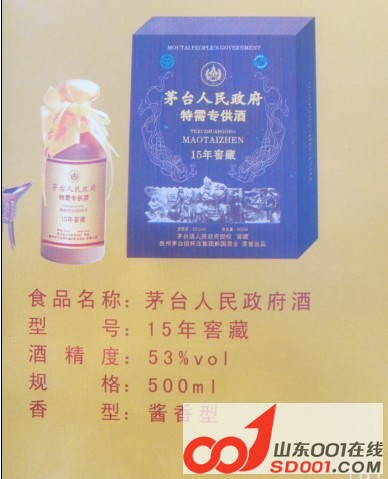 MOUTAI PEOPLE'S GOVERNMENT
茅台人民政府
特需专供酒
TEXUZHUANGONG
MAOTAIZHEN
15年窖藏
茅台人民政府
特需专供酒
MAOTAIZHEN
15年窖藏
食品名称：茅台人民政府酒
型号：15年窖藏
酒精度：53%vol
规格：500ml
香型：酱香型
山东001在线
SD001.COM